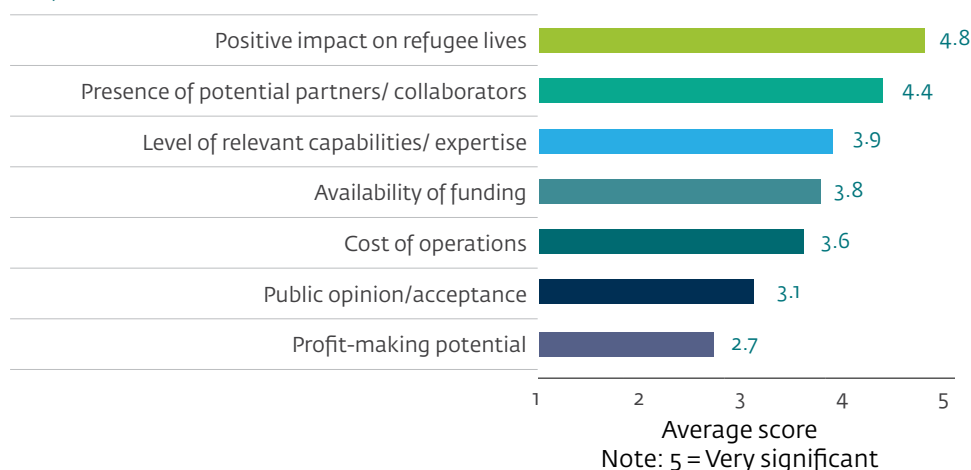 Positive impact on refugee lives 4.8
Presence of potential partners/ collaborators 4.4
Level of relevant capabilities/ expertise 3.9
Availability of funding 3.8
Cost of operations 3.6
Public opinion/acceptance 3.1
Profit-making potential 2.7
1 2 3 4 5
Average score
Note: 5 = Very significant